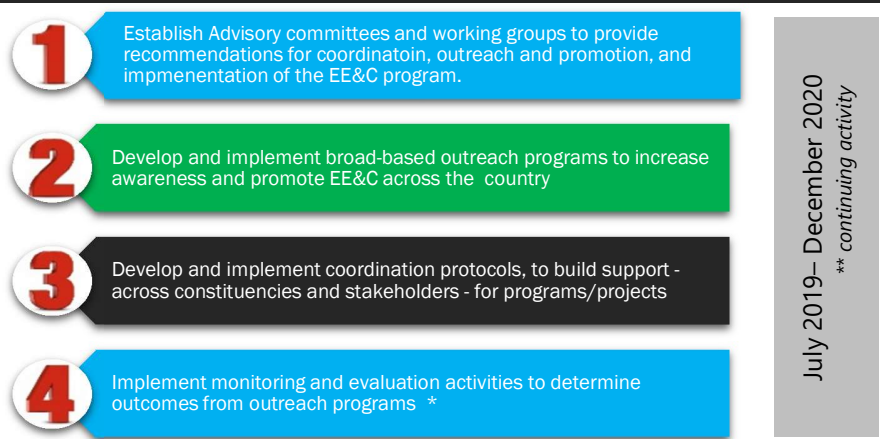 1
Establish Advisory committees and working groups to provide
recommendations for coordinatoin, outreach and promotion, and
impmenentation of the EE&C program.
2
Develop and implement broad-based outreach programs to increase
awareness and promote EE&C across the  country
3
Develop and implement coordination protocols, to build support -
across constituencies and stakeholders - for programs/projects
4
Implement monitoring and evaluation activities to determine
outcomes from outreach programs  *
July 2019– December 2020
** continuing activity